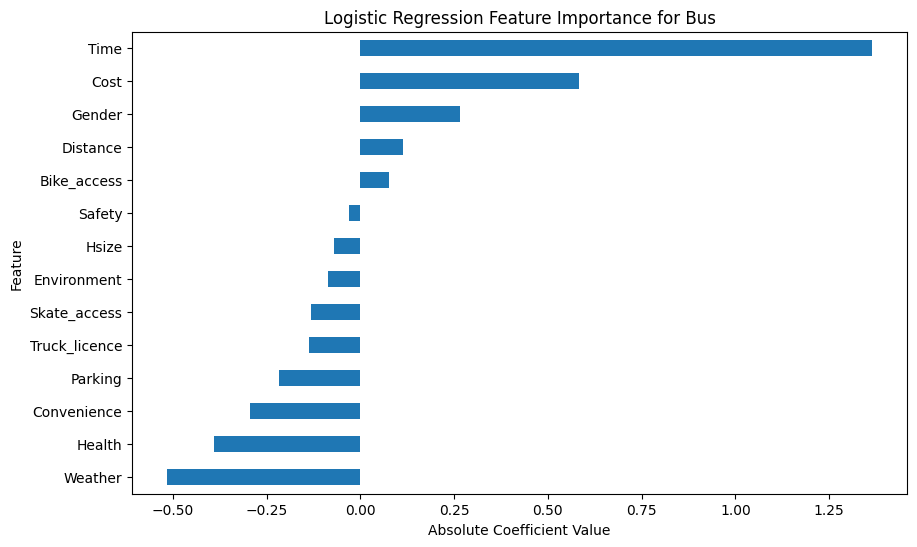 Logistic Regression Feature Importance for Bus
Time
Cost
Gender
Distance
Bike_access
Safety
Hsize
Environment
Skate_access
Truck_licence
Parking
Convenience
Health
Weather
Feature
−0.50 −0.25 0.00 0.25 0.50 0.75 1.00 1.25
Absolute Coefficient Value